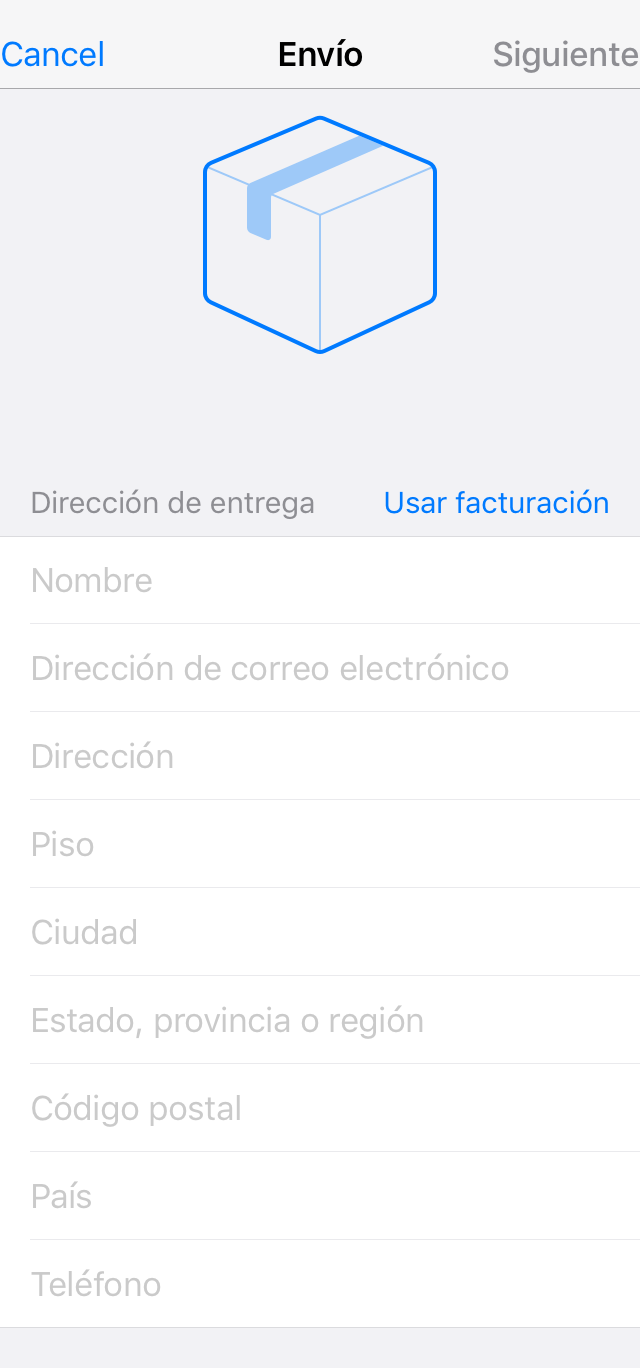 Cancel
Envío
Siguiente
Dirección de entrega
Usar facturación
Nombre
Dirección de correo electrónico
Dirección
Piso
Ciudad
Estado, provincia o región
Código postal
País
Teléfono